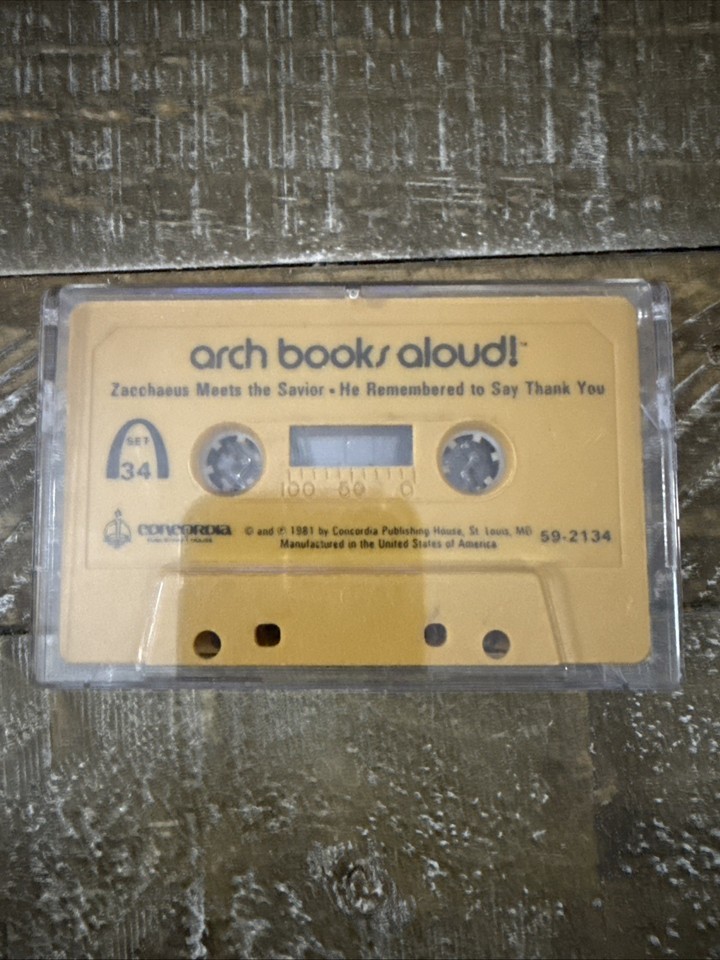 arch books aloud!™
Zacchaeus Meets the Savior • He Remembered to Say Thank You
SET
34
100 50 0
CONCORDIA
PUBLISHING HOUSE
© and ℗ 1981 by Concordia Publishing House, St. Louis, MO
Manufactured in the United States of America
59-2134